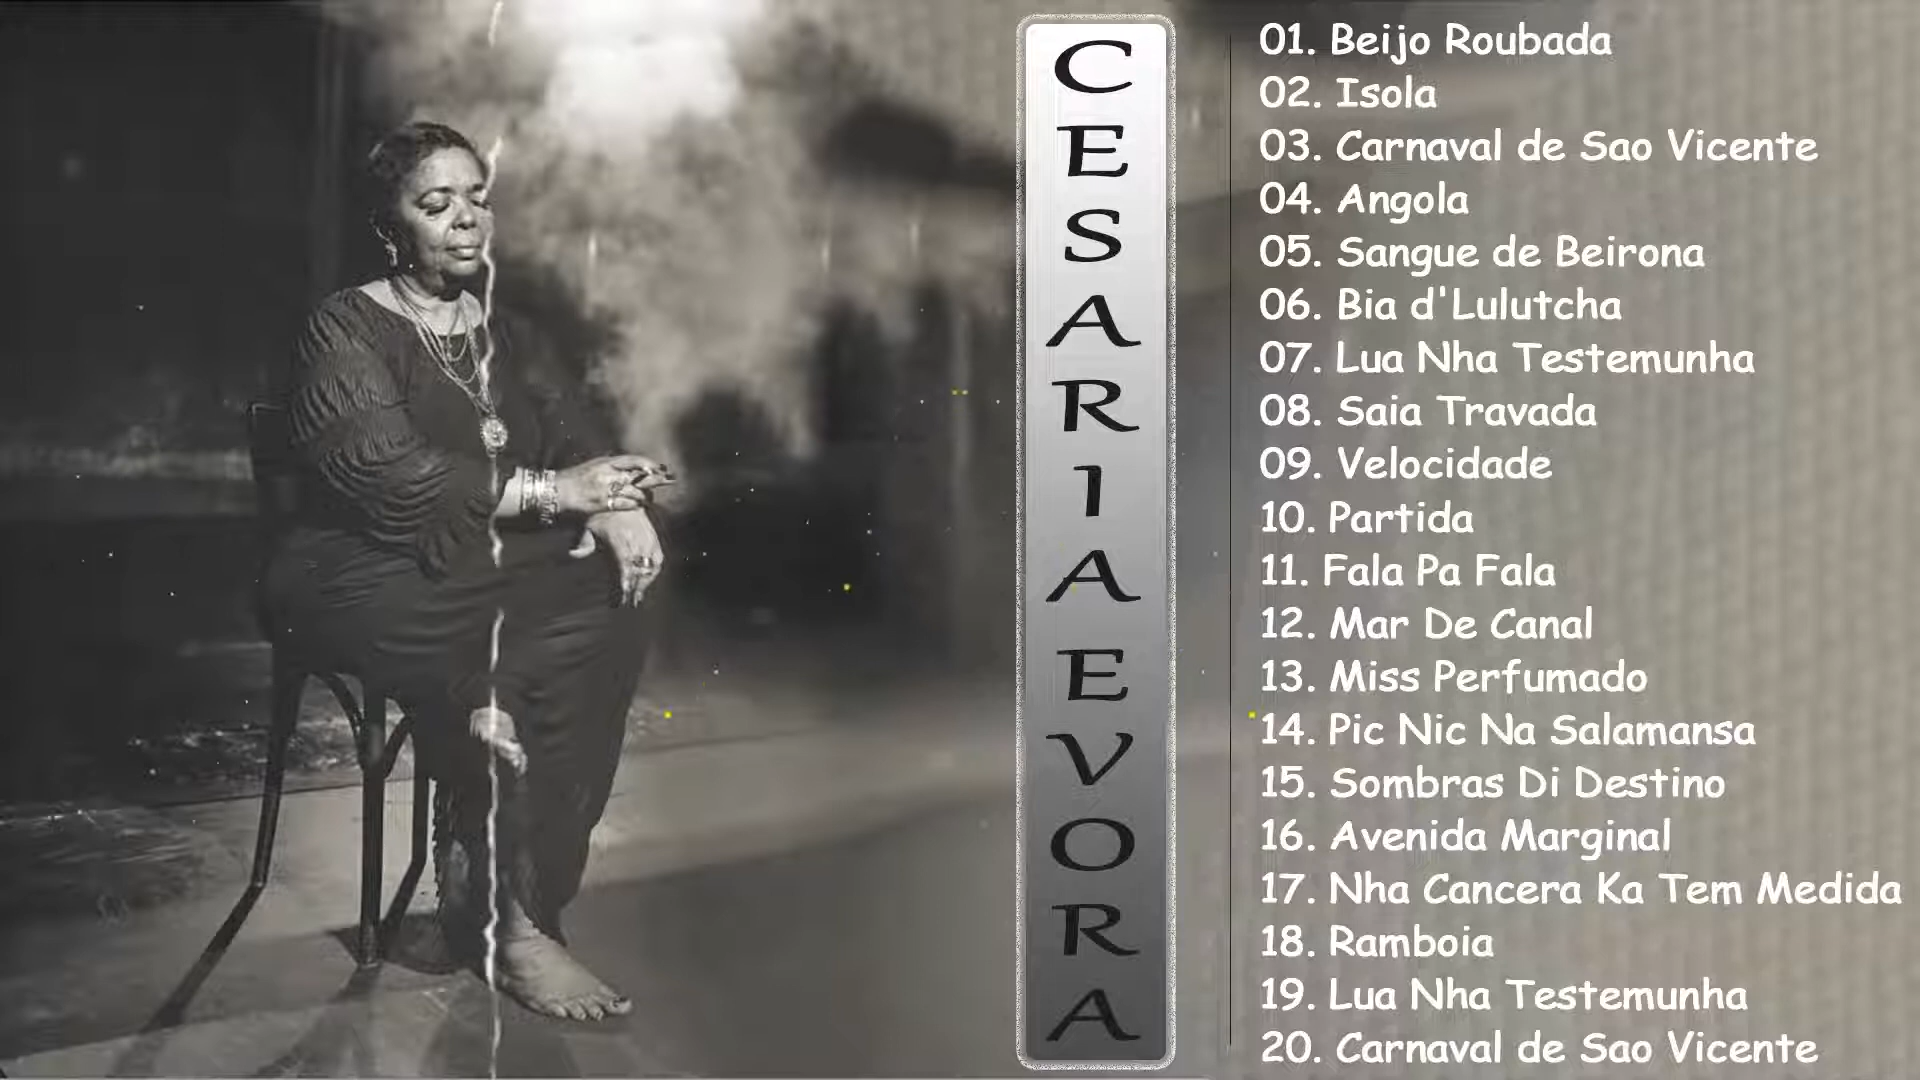 CESARIA EVORA
01. Beijo Roubada
02. Isola
03. Carnaval de Sao Vicente
04. Angola
05. Sangue de Beirona
06. Bia d'Lulutcha
07. Lua Nha Testemunha
08. Saia Travada
09. Velocidade
10. Partida
11. Fala Pa Fala
12. Mar De Canal
13. Miss Perfumado
14. Pic Nic Na Salamansa
15. Sombras Di Destino
16. Avenida Marginal
17. Nha Cancera Ka Tem Medida
18. Ramboia
19. Lua Nha Testemunha
20. Carnaval de Sao Vicente